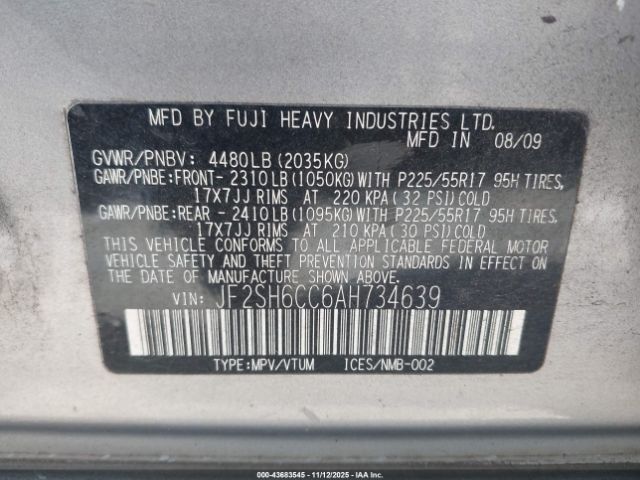 MFD BY FUJI HEAVY INDUSTRIES LTD.
MFD IN 08/09
GVWR/PNBV: 4480LB(2035KG)
GAWR/PNBE:FRONT- 2310LB(1050KG)WITH P225/55R17 95H TIRES,
17X7JJ RIMS AT 220 KPA(32 PSI)COLD
GAWR/PNBE:REAR - 2410LB(1095KG)WITH P225/55R17 95H TIRES,
17X7JJ RIMS AT 210 KPA(30 PSI)COLD
THIS VEHICLE CONFORMS TO ALL APPLICABLE FEDERAL MOTOR
VEHICLE SAFETY AND THEFT PREVENTION STANDARDS IN EFFECT
ON THE DATE OF MANUFACTURE SHOWN ABOVE.
VIN: JF2SH6CC6AH734639
TYPE:MPV/VTUM ICES/NMB-002
000-43683545 - 11/12/2025 - ©IAA Inc.